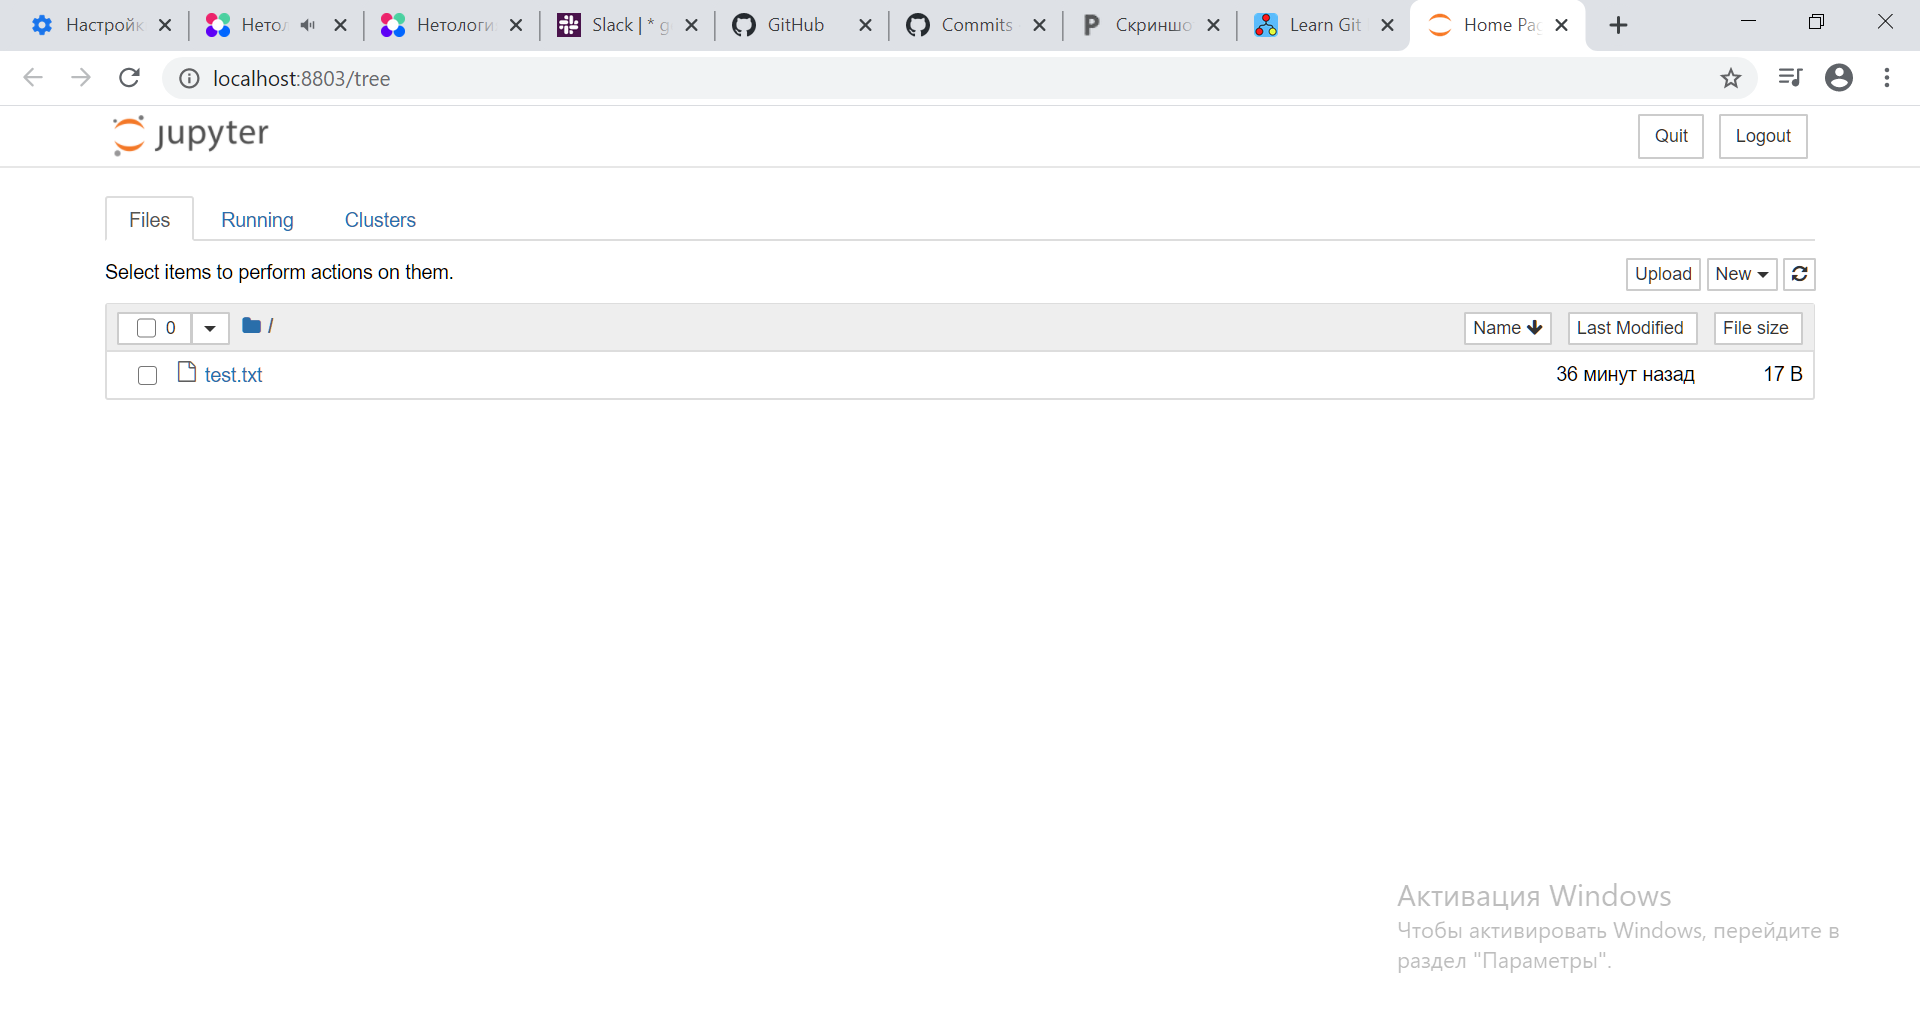 Настройк Нетол Нетологи Slack | * g GitHub Commits Скриншо Learn Git Home Pag
localhost:8803/tree
jupyter Quit Logout
Files Running Clusters
Select items to perform actions on them. Upload New
0 / Name Last Modified File size
test.txt 36 минут назад 17 B
Активация Windows
Чтобы активировать Windows, перейдите в
раздел "Параметры".